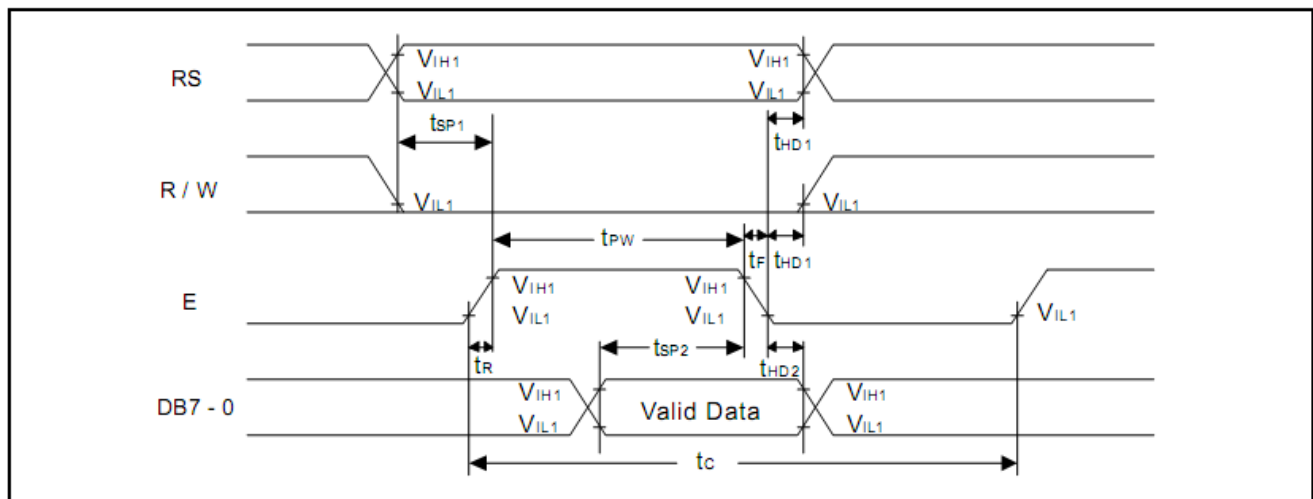 RS
VIH1
VIL1
VIH1
VIL1
tSP1
tHD1
R / W
VIL1
VIL1
tPW
tF
tHD1
E
VIH1
VIL1
VIH1
VIL1
VIL1
tR
tSP2
tHD2
DB7 - 0
VIH1
VIL1
Valid Data
VIH1
VIL1
tC